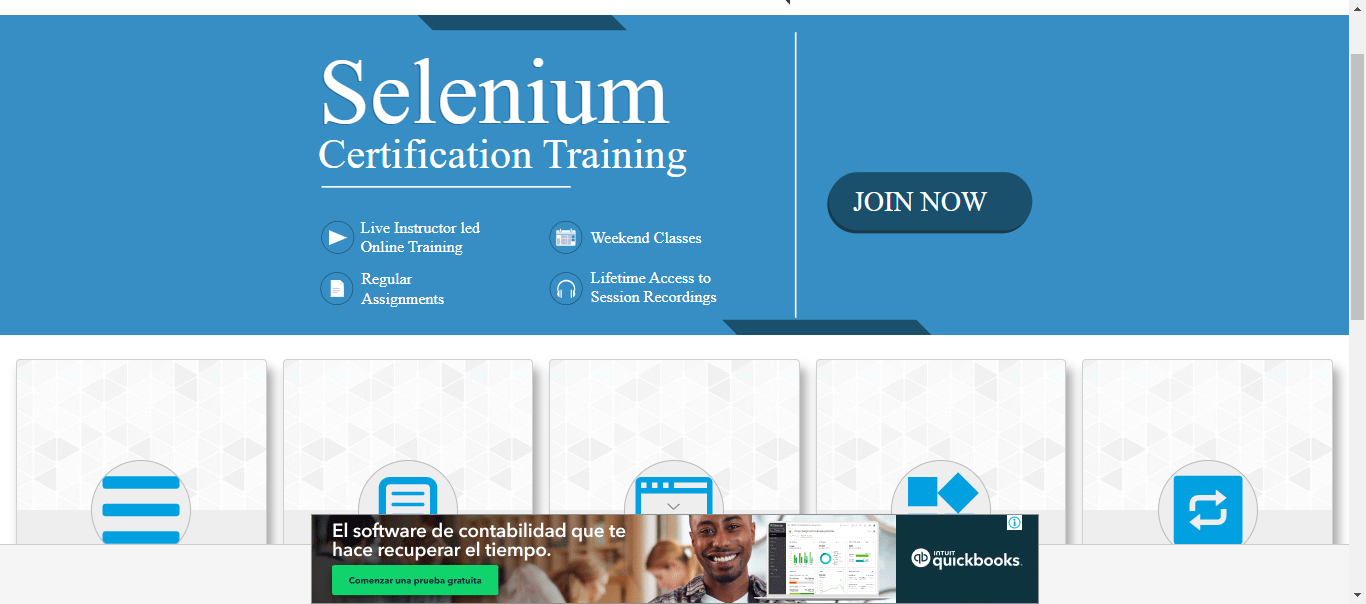 Selenium
Certification Training
Live Instructor led
Online Training
Weekend Classes
Regular
Assignments
Lifetime Access to
Session Recordings
JOIN NOW
El software de contabilidad que te
hace recuperar el tiempo.
Comenzar una prueba gratuita
qb INTUIT
quickbooks.